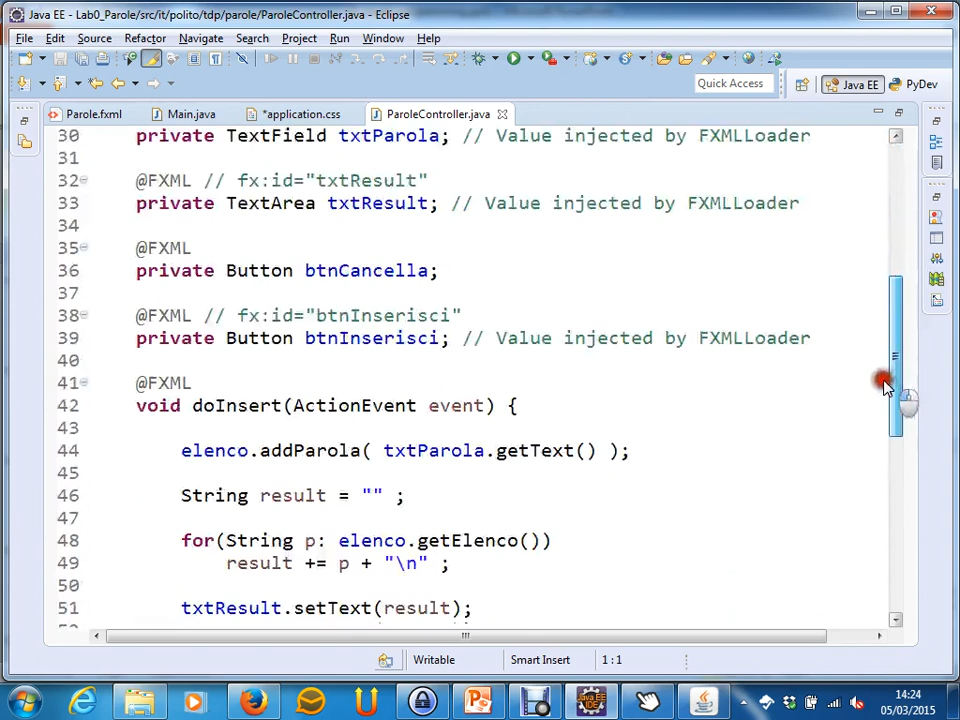 Java EE - Lab0_Parole/src/it/polito/tdp/parole/ParoleController.java - Eclipse
File Edit Source Refactor Navigate Search Project Run Window Help
Quick Access
Java EE
PyDev
Parole.fxml
Main.java
*application.css
ParoleController.java
30 private TextField txtParola; // Value injected by FXMLLoader
31
32 @FXML // fx:id="txtResult"
33 private TextArea txtResult; // Value injected by FXMLLoader
34
35 @FXML
36 private Button btnCancella;
37
38 @FXML // fx:id="btnInserisci"
39 private Button btnInserisci; // Value injected by FXMLLoader
40
41 @FXML
42 void doInsert(ActionEvent event) {
43
44 elenco.addParola( txtParola.getText() );
45
46 String result = "" ;
47
48 for(String p: elenco.getElenco())
49 result += p + "\n" ;
50
51 txtResult.setText(result);
Writable
Smart Insert
1 : 1
14:24
05/03/2015